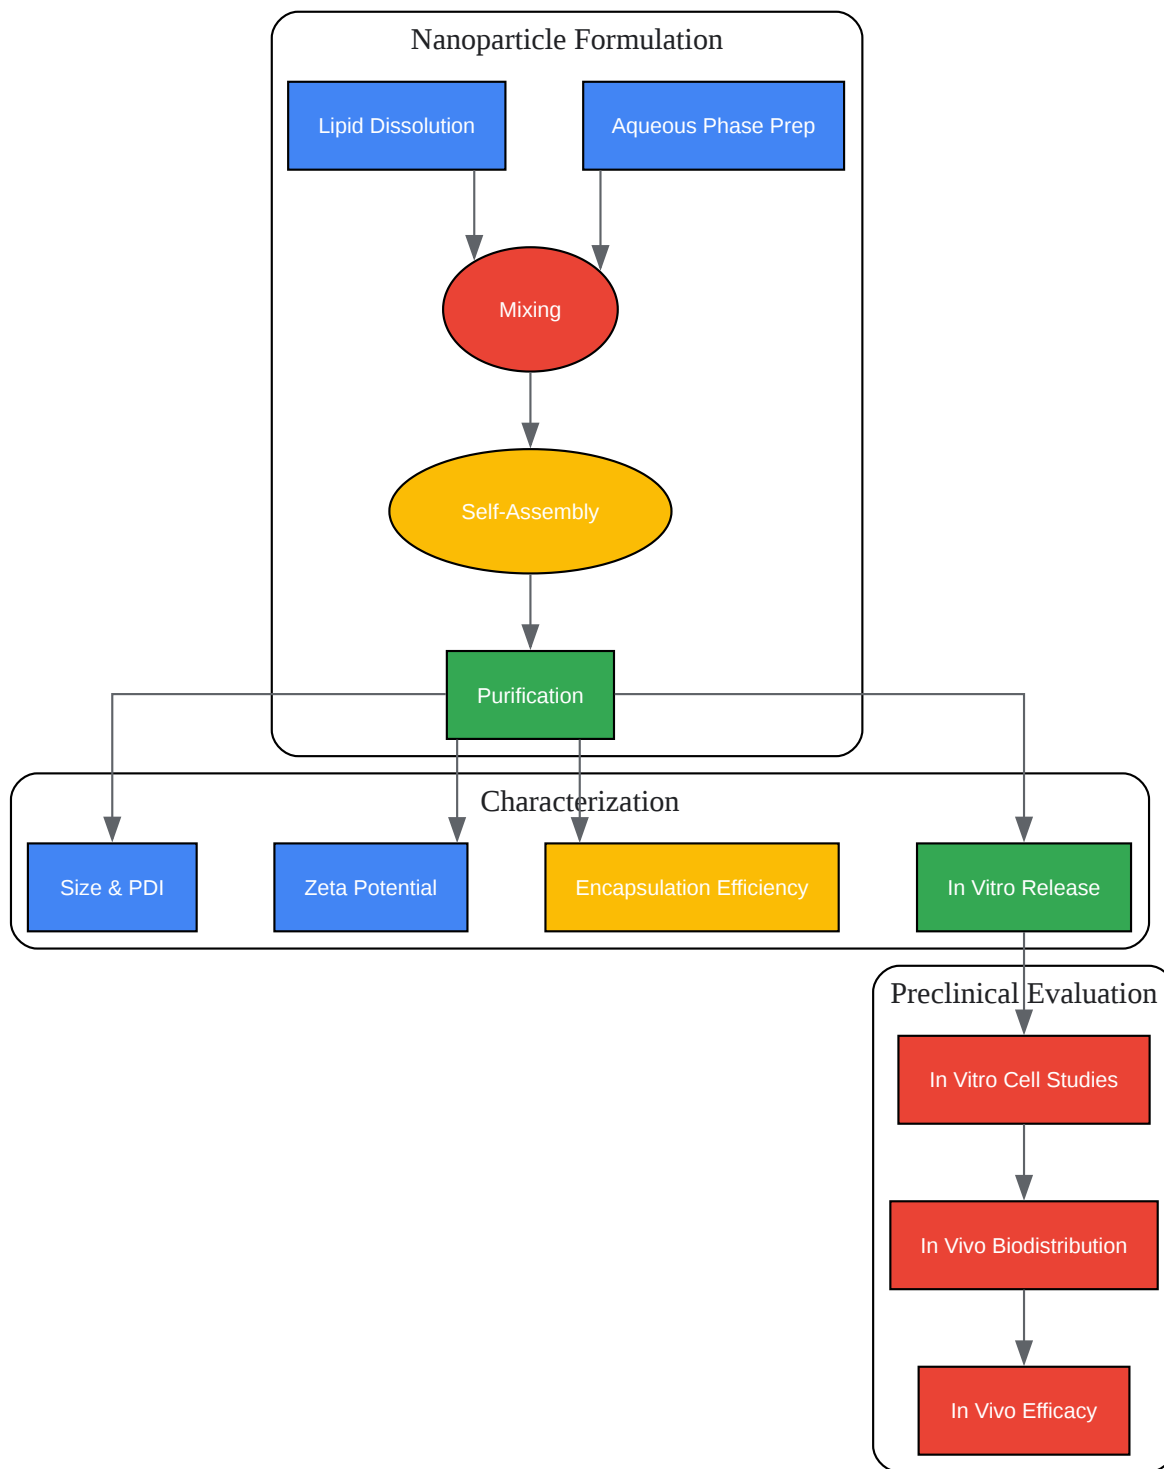 Nanoparticle Formulation
Lipid Dissolution
Aqueous Phase Prep
Mixing
Self-Assembly
Purification
Characterization
Size & PDI
Zeta Potential
Encapsulation Efficiency
In Vitro Release
Preclinical Evaluation
In Vitro Cell Studies
In Vivo Biodistribution
In Vivo Efficacy